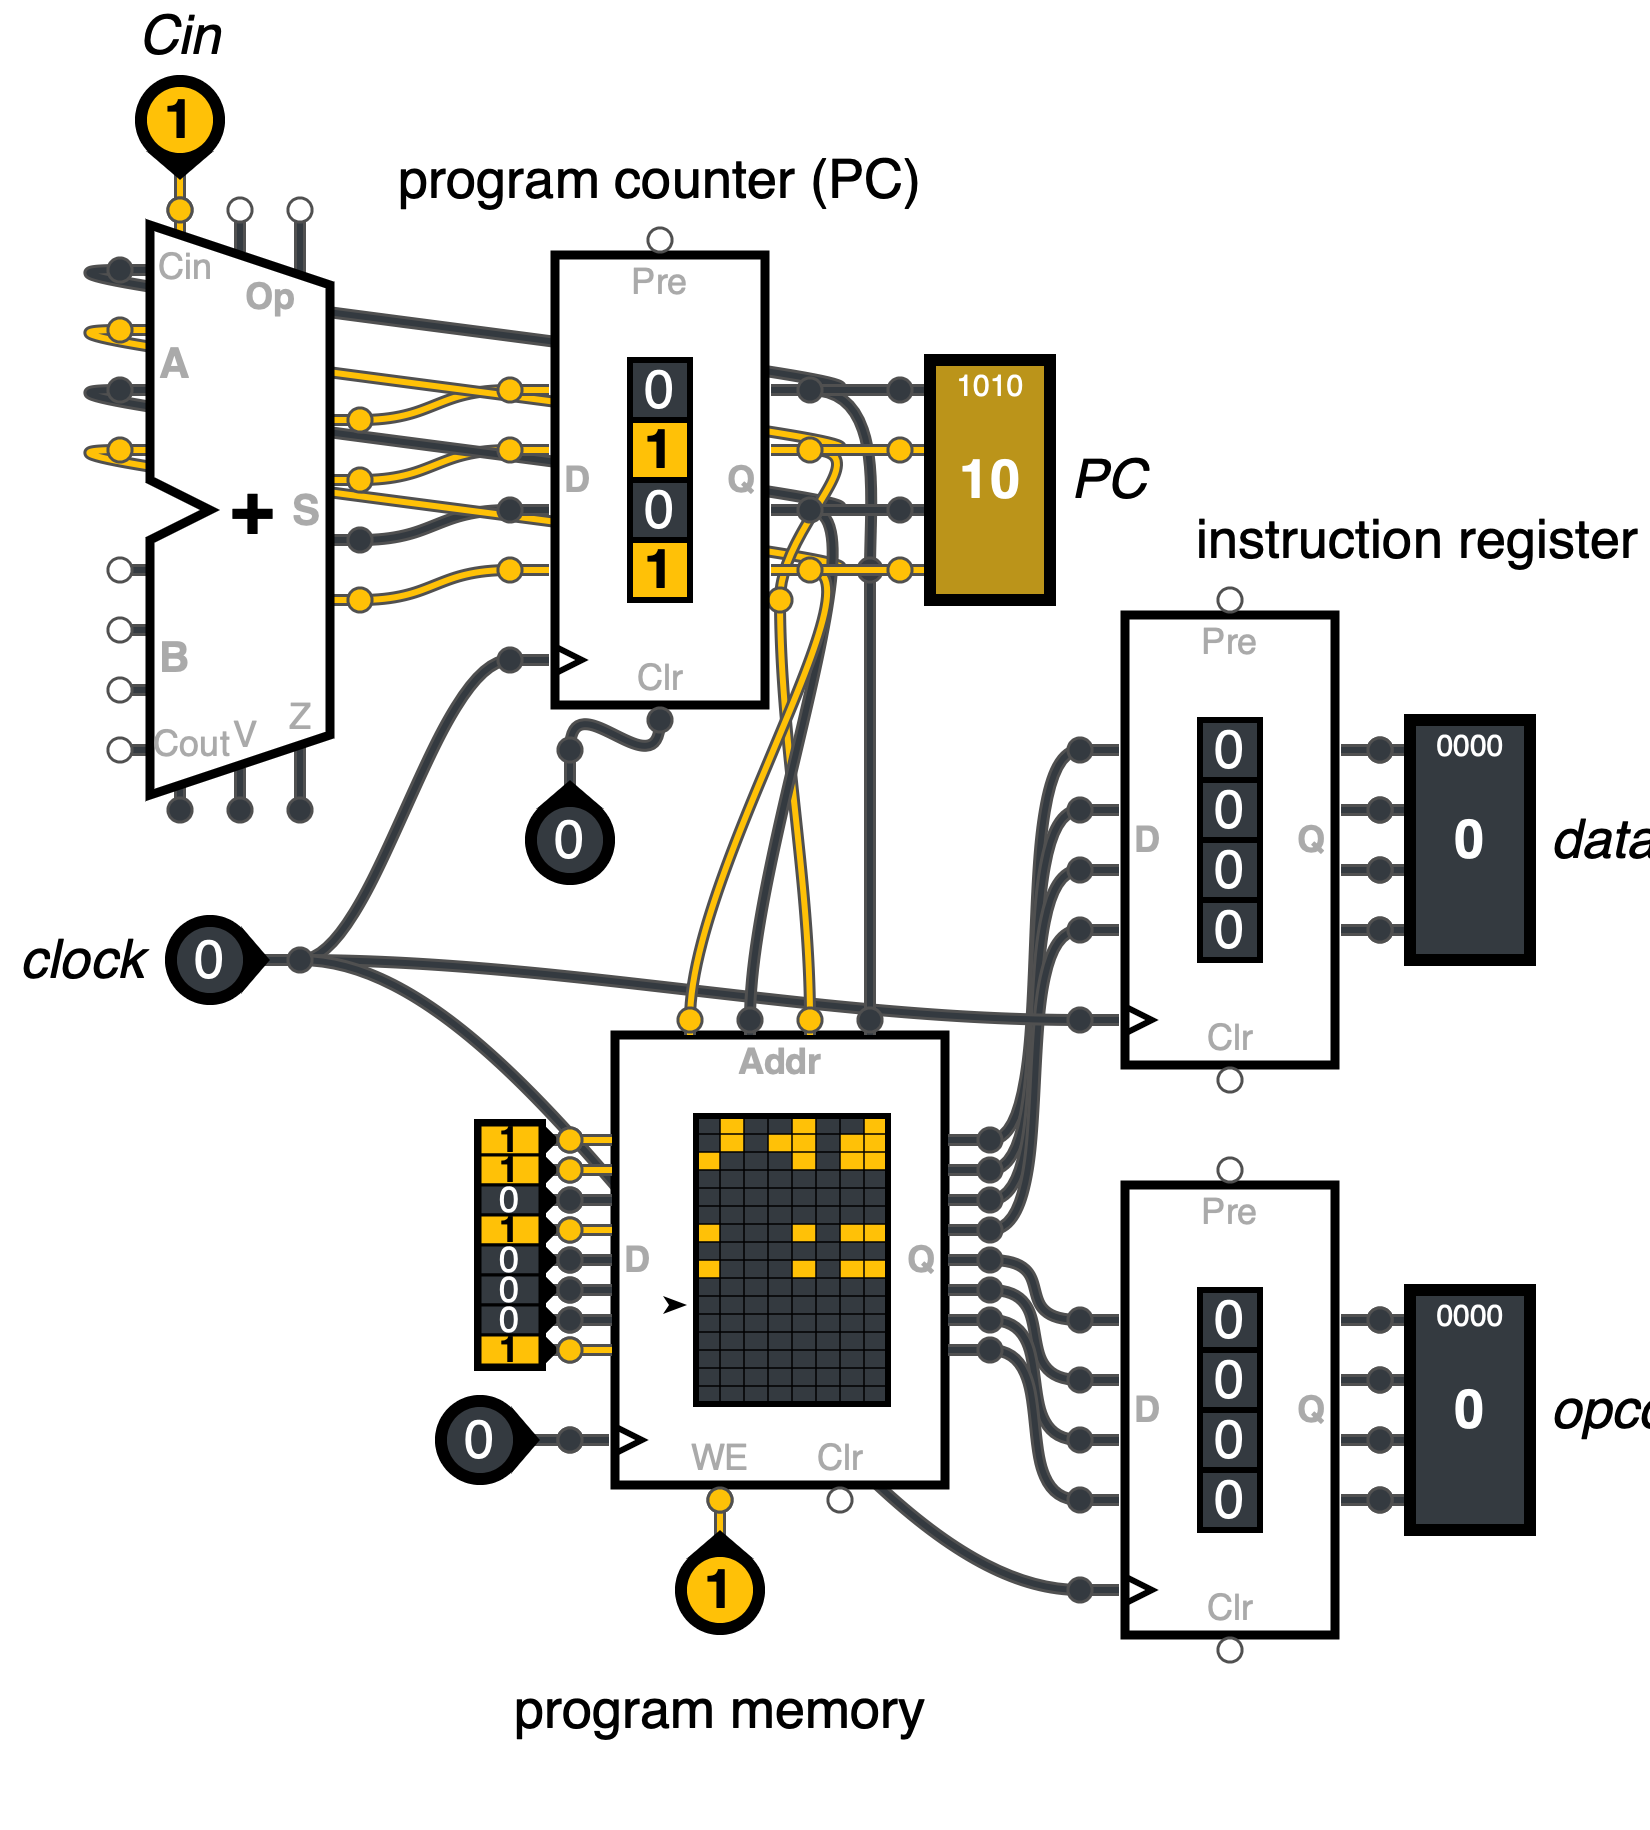 Cin
1
program counter (PC)
Cin
Op
A
+
S
B
Cout
V
Z
Pre
0
1
0
1
D
Q
Clr
1010
10
PC
0
clock
0
instruction register
Pre
D
0
0
0
0
Q
Clr
0000
0
data
Addr
1
1
0
1
0
0
0
1
D
Q
0
WE
Clr
1
program memory
Pre
D
0
0
0
0
Q
Clr
0000
0
opc